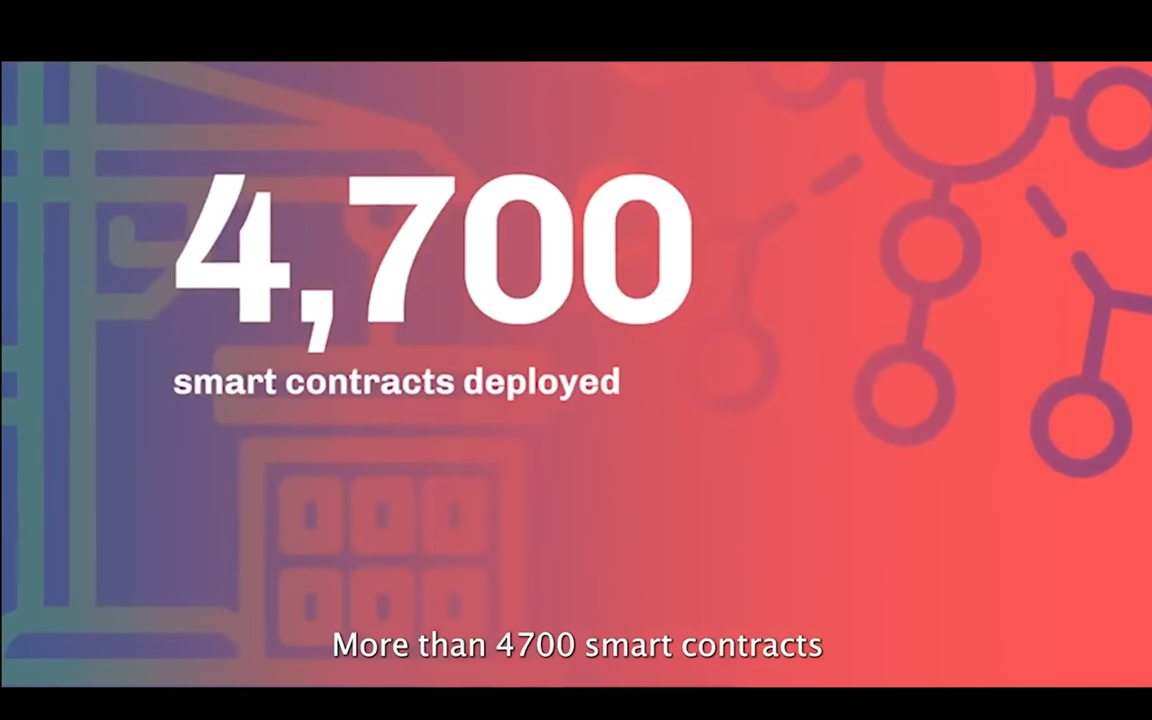 4,700
smart contracts deployed
More than 4700 smart contracts